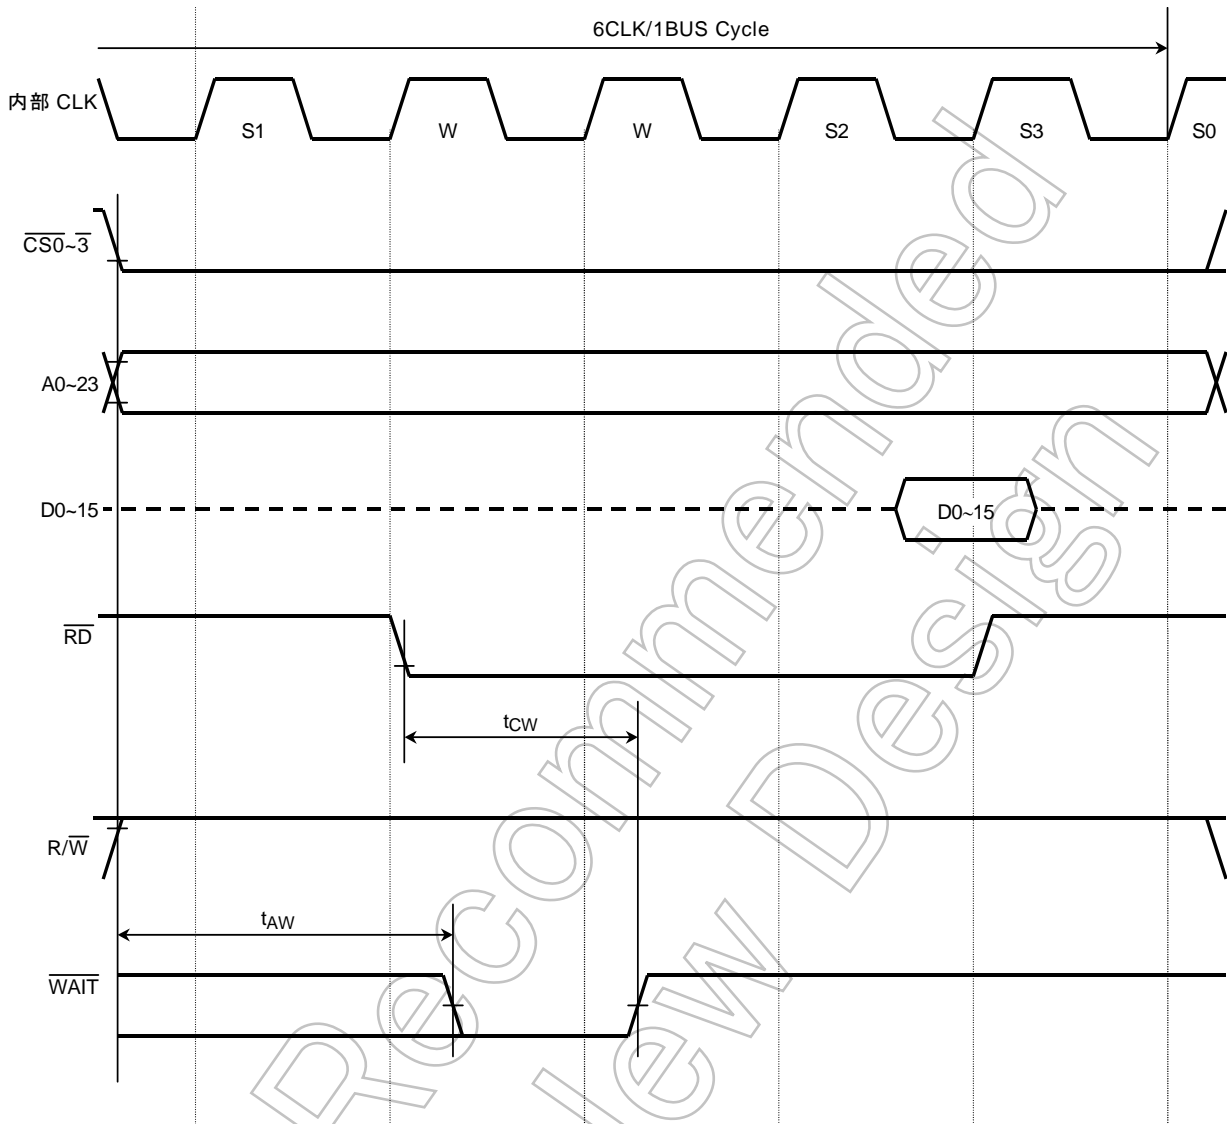 6CLK/1BUS Cycle
内部 CLK
S1 W W S2 S3 S0
CS0~3
A0~23
D0~15 D0~15
RD
tCW
R/W
tAW
WAIT
Recommended
New Design